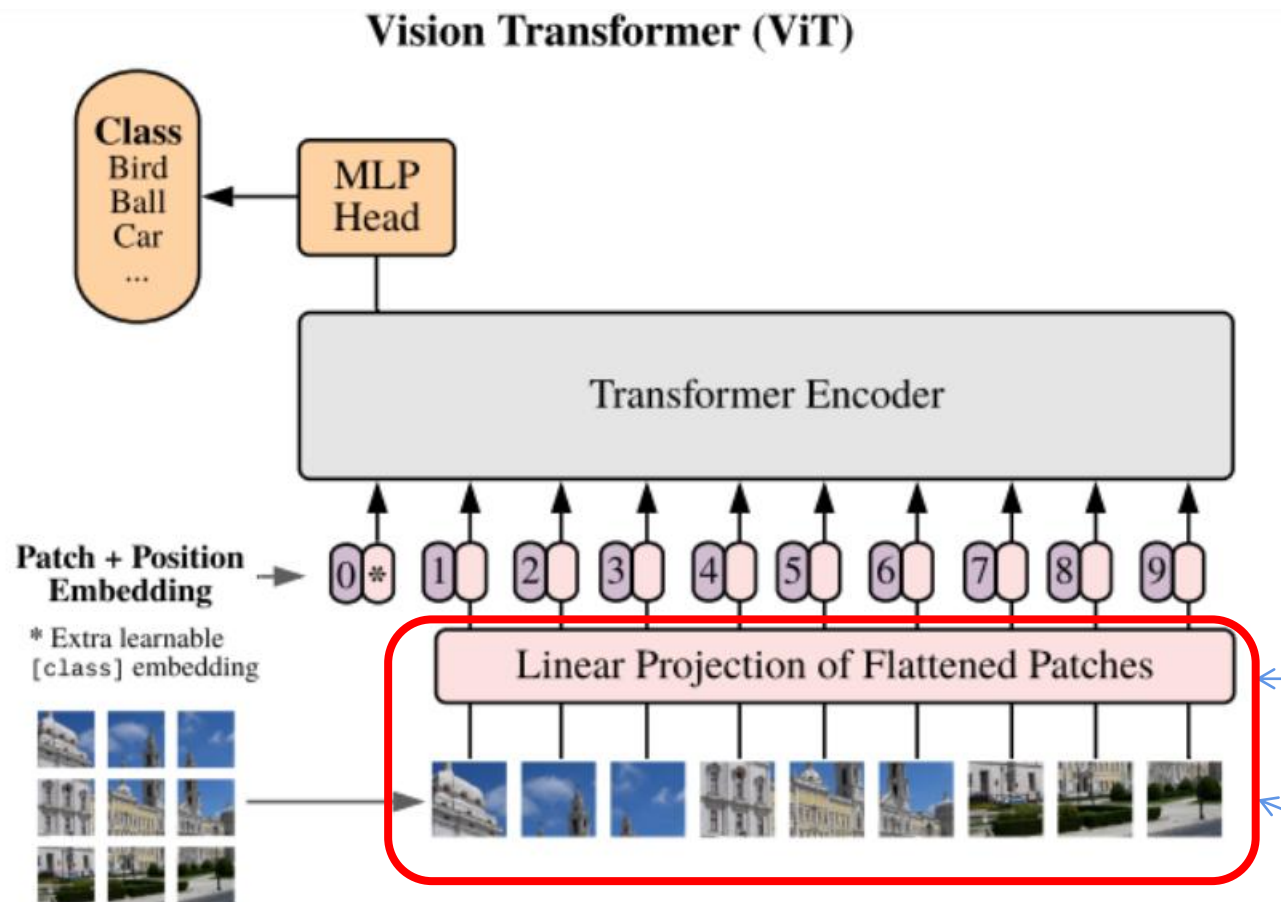 Vision Transformer (ViT)
Class
Bird
Ball
Car
...
MLP
Head
Transformer Encoder
Patch + Position
Embedding
0 * 1 2 3 4 5 6 7 8 9
* Extra learnable
[class] embedding
Linear Projection of Flattened Patches